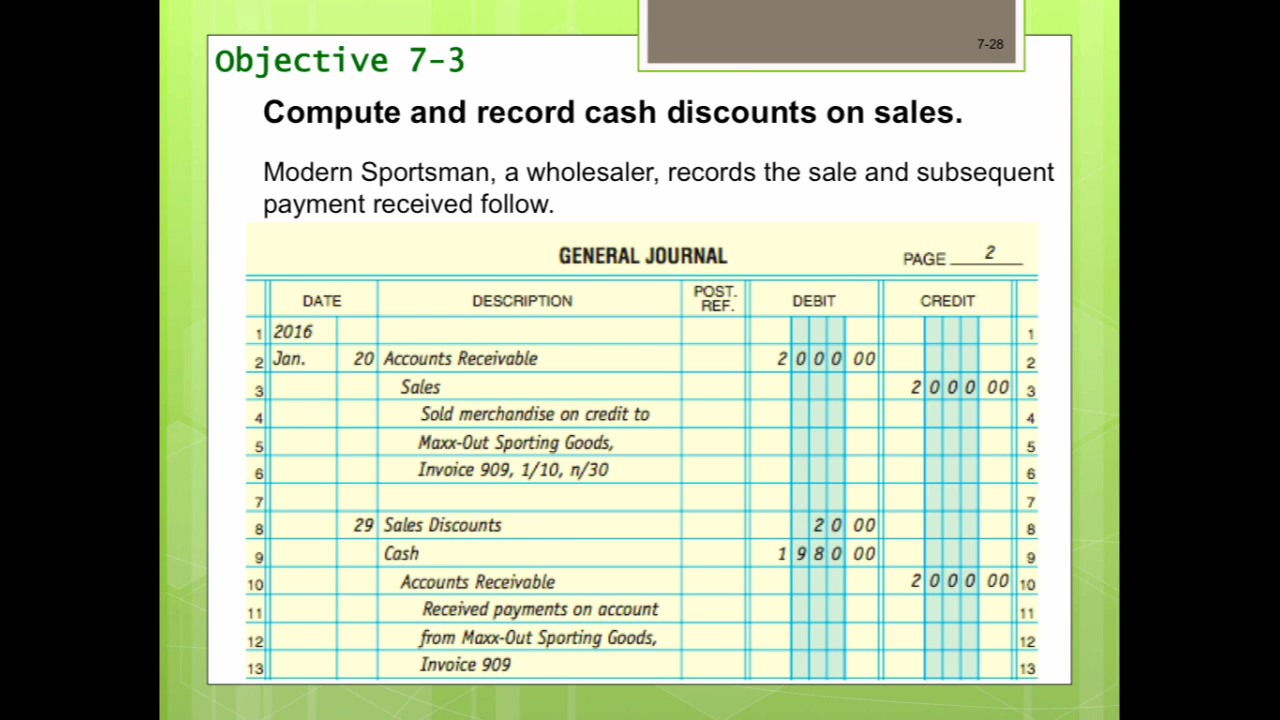 7-28
Objective 7-3
Compute and record cash discounts on sales.
Modern Sportsman, a wholesaler, records the sale and subsequent
payment received follow.
GENERAL JOURNAL PAGE 2
DATE DESCRIPTION POST. REF. DEBIT CREDIT
1 2016 1
2 Jan. 20 Accounts Receivable 2 0 0 0 00 2
3 Sales 2 0 0 0 00 3
4 Sold merchandise on credit to 4
5 Maxx-Out Sporting Goods, 5
6 Invoice 909, 1/10, n/30 6
7 7
8 29 Sales Discounts 2 0 00 8
9 Cash 1 9 8 0 00 9
10 Accounts Receivable 2 0 0 0 00 10
11 Received payments on account 11
12 from Maxx-Out Sporting Goods, 12
13 Invoice 909 13